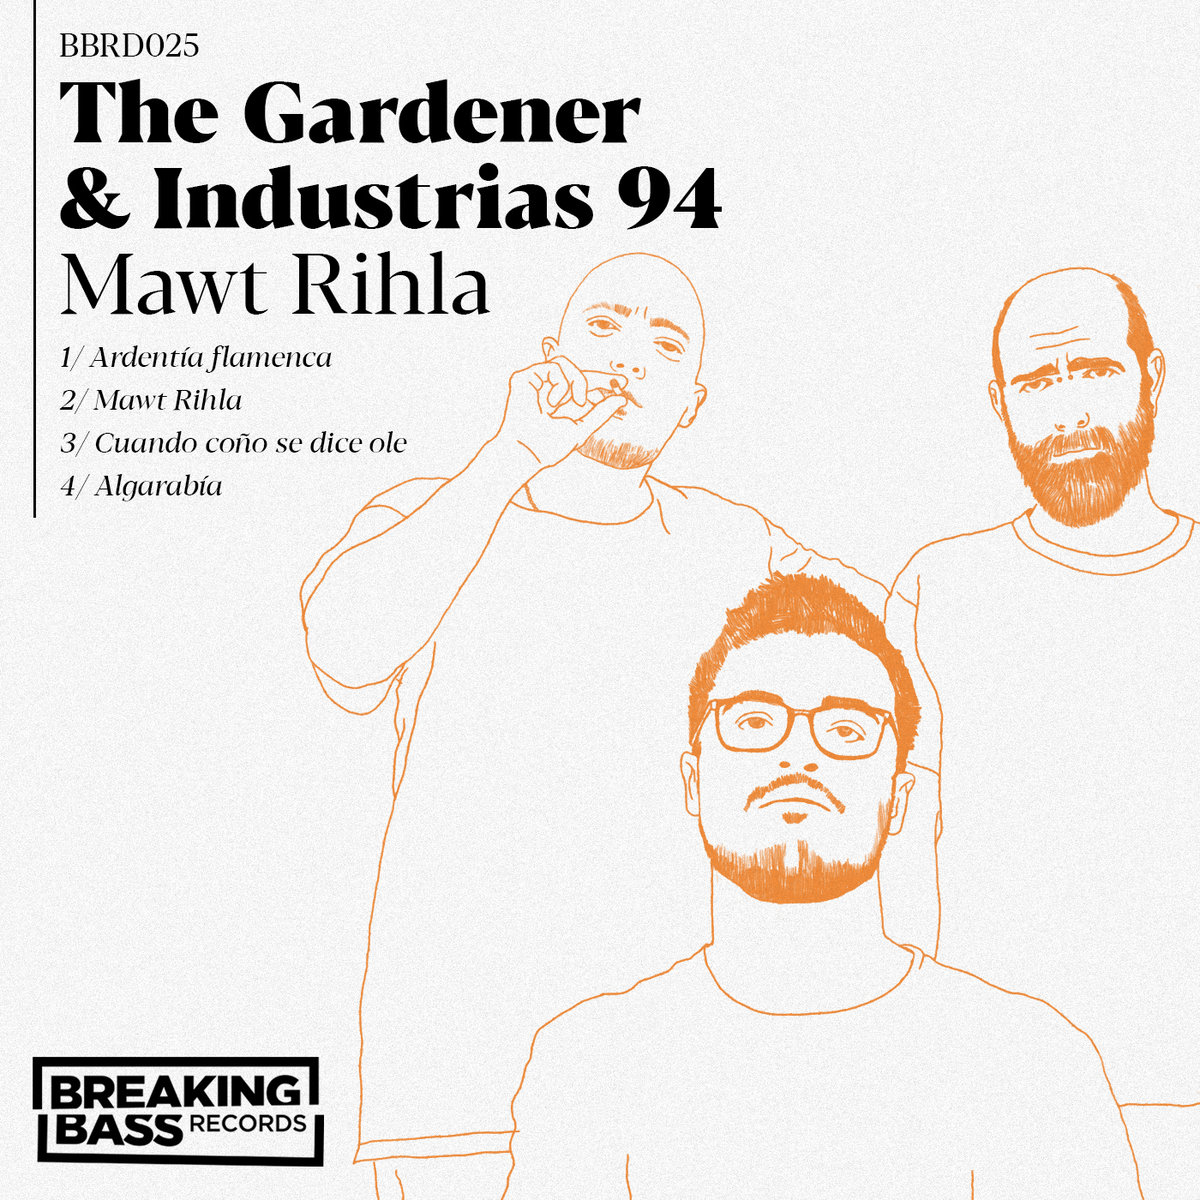 BBRD025
The Gardener
& Industrias 94
Mawt Rihla
1/ Ardentía flamenca
2/ Mawt Rihla
3/ Cuando coño se dice ole
4/ Algarabía
BREAKING
BASS RECORDS